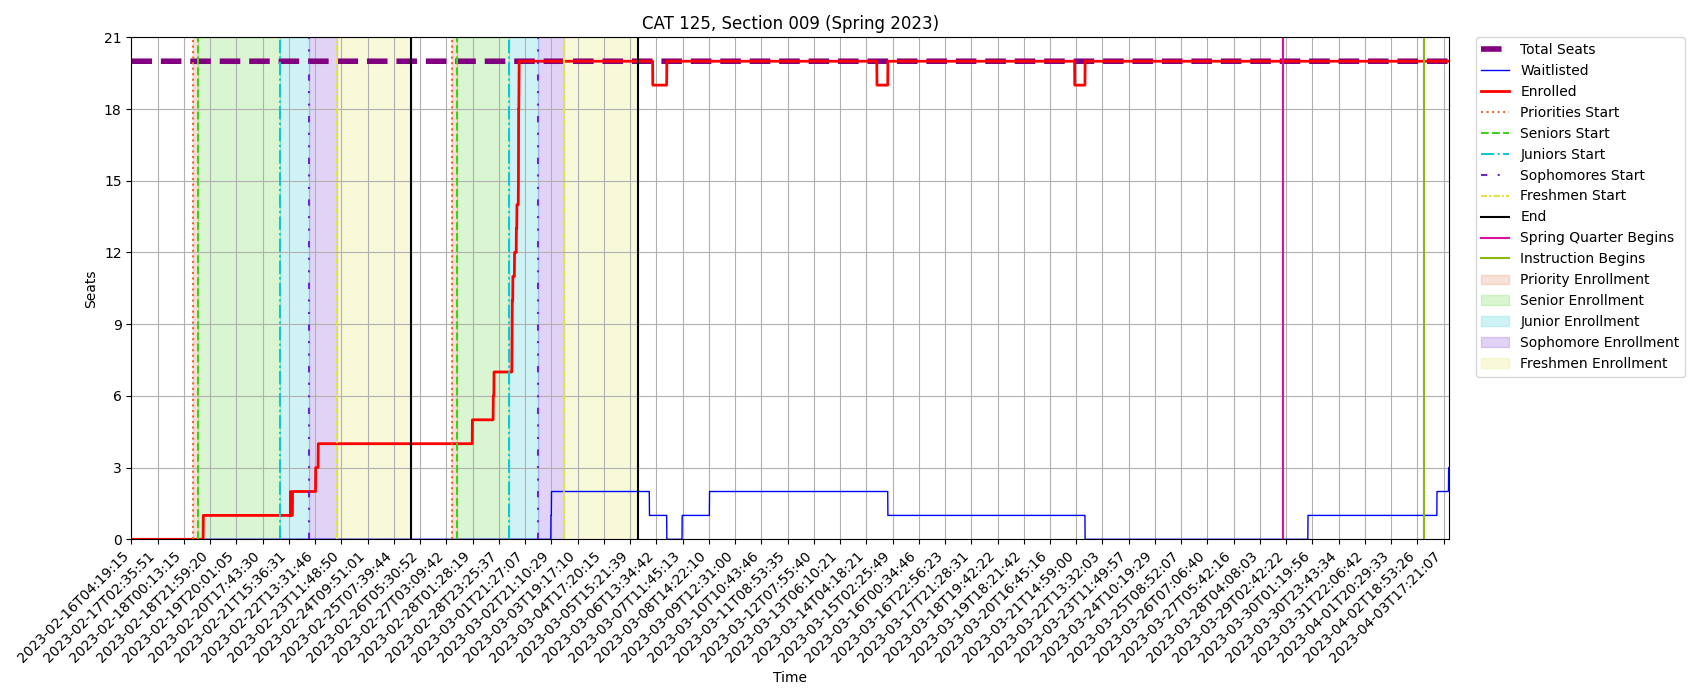 CAT 125, Section 009 (Spring 2023)
21
18
15
12
9
6
3
0
Seats
2023-02-16T04:19:15
2023-02-17T02:35:51
2023-02-18T00:13:15
2023-02-18T21:59:20
2023-02-19T20:01:05
2023-02-20T17:43:30
2023-02-21T15:36:31
2023-02-22T13:31:46
2023-02-23T11:48:50
2023-02-24T09:51:01
2023-02-25T07:39:44
2023-02-26T05:30:52
2023-02-27T03:09:42
2023-02-28T01:28:19
2023-02-28T23:25:37
2023-03-01T21:27:07
2023-03-02T21:10:29
2023-03-03T19:17:10
2023-03-04T17:20:15
2023-03-05T15:21:39
2023-03-06T13:34:42
2023-03-07T11:45:13
2023-03-08T14:22:10
2023-03-09T12:31:00
2023-03-10T10:43:46
2023-03-11T08:53:35
2023-03-12T07:55:40
2023-03-13T06:10:21
2023-03-14T04:18:21
2023-03-15T02:25:49
2023-03-16T00:34:46
2023-03-16T22:56:23
2023-03-17T21:28:31
2023-03-18T19:42:22
2023-03-19T18:21:42
2023-03-20T16:45:16
2023-03-21T14:59:00
2023-03-22T13:32:03
2023-03-23T11:49:57
2023-03-24T10:19:29
2023-03-25T08:52:07
2023-03-26T07:06:40
2023-03-27T05:42:16
2023-03-28T04:08:03
2023-03-29T02:42:22
2023-03-30T01:19:56
2023-03-30T23:43:34
2023-03-31T22:06:42
2023-04-01T20:29:33
2023-04-02T18:53:26
2023-04-03T17:21:07
Time
Total Seats
Waitlisted
Enrolled
Priorities Start
Seniors Start
Juniors Start
Sophomores Start
Freshmen Start
End
Spring Quarter Begins
Instruction Begins
Priority Enrollment
Senior Enrollment
Junior Enrollment
Sophomore Enrollment
Freshmen Enrollment